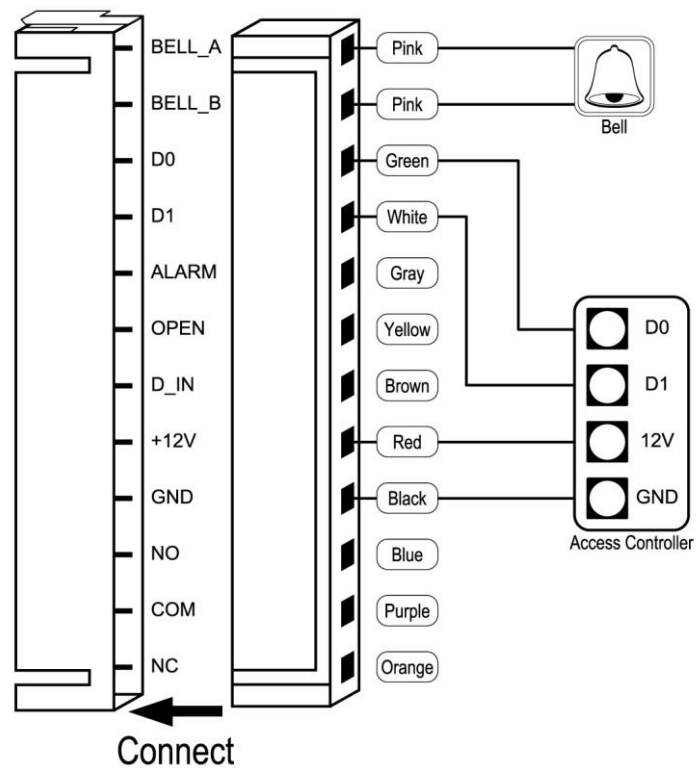 BELL_A Pink
BELL_B Pink
Bell
D0 Green
D1 White
ALARM Gray
OPEN Yellow D0
D_IN Brown D1
+12V Red 12V
GND Black GND
Access Controller
NO Blue
COM Purple
NC Orange
Connect